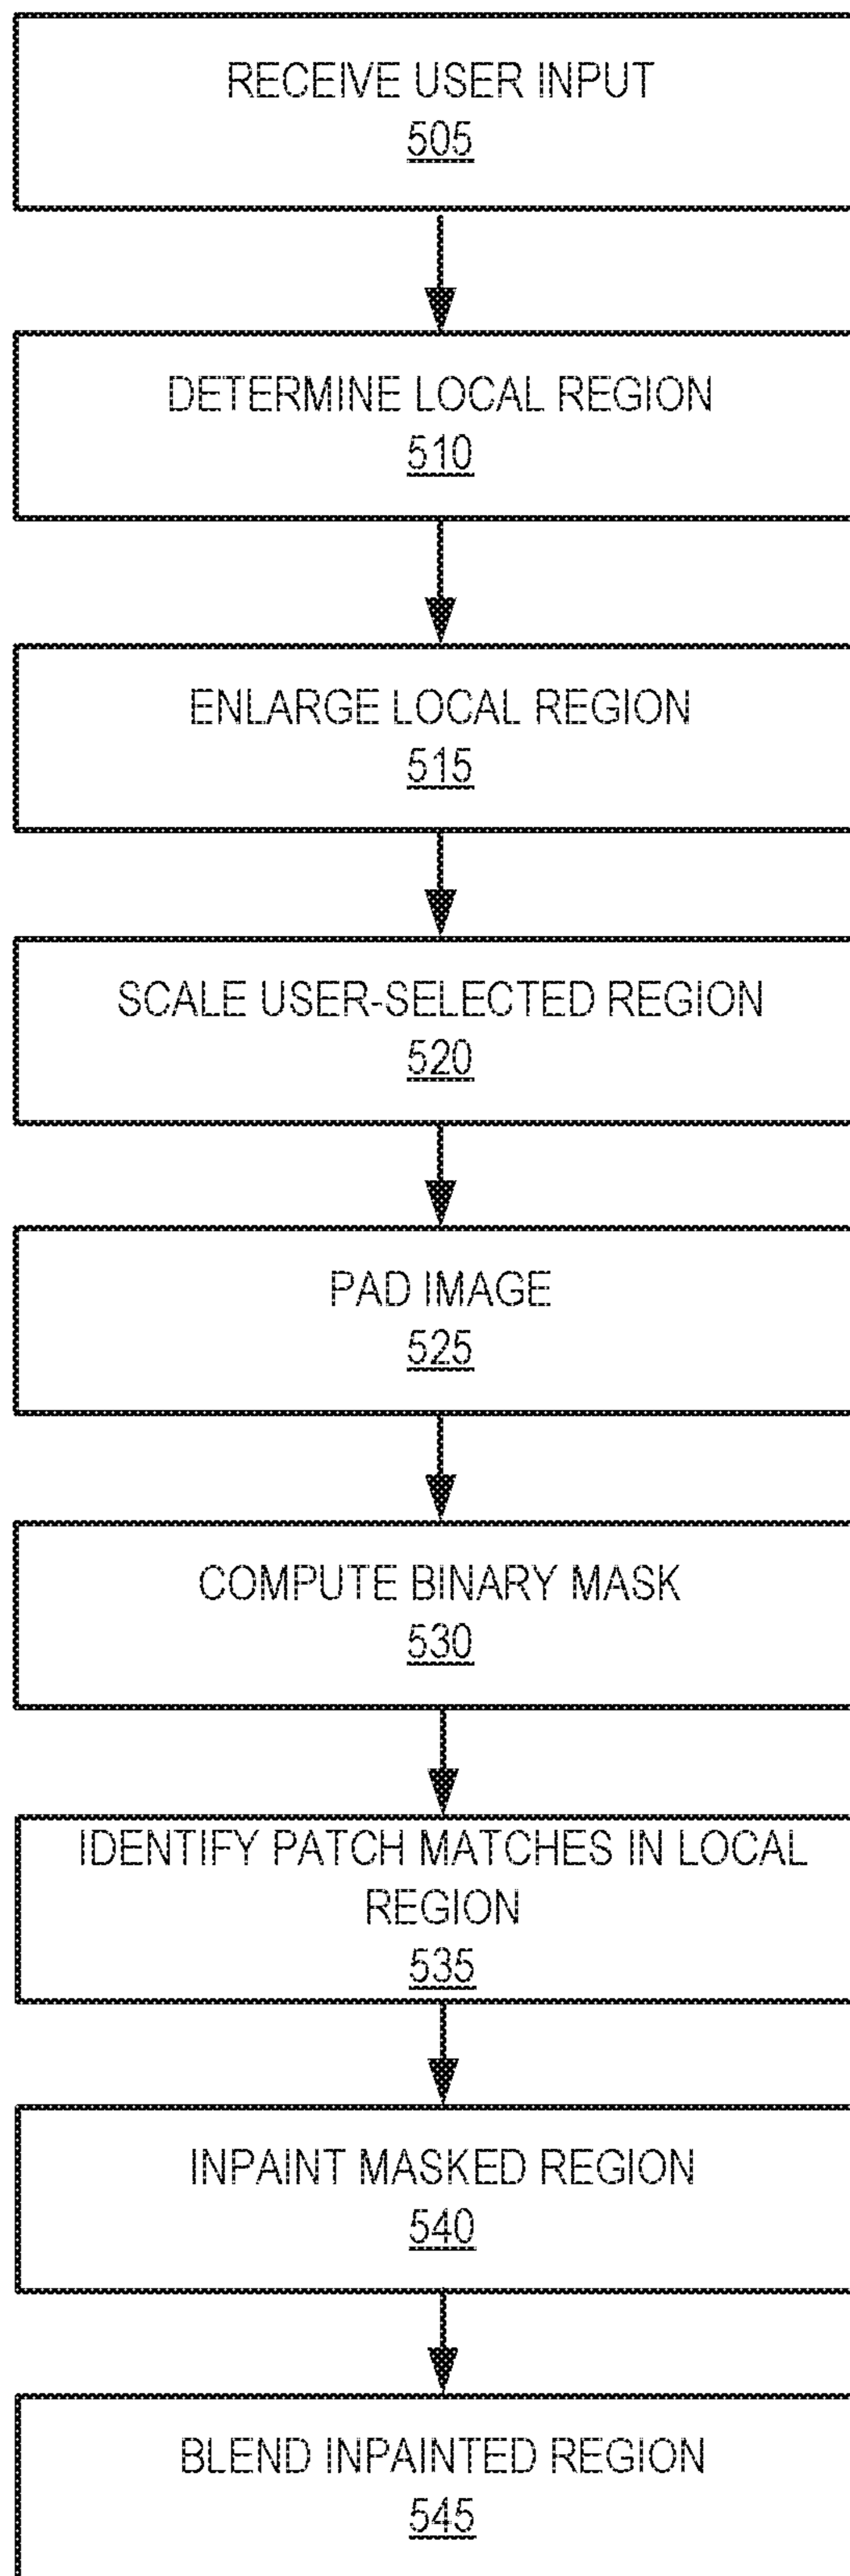 RECEIVE USER INPUT
505
DETERMINE LOCAL REGION
510
ENLARGE LOCAL REGION
515
SCALE USER-SELECTED REGION
520
PAD IMAGE
525
COMPUTE BINARY MASK
530
IDENTIFY PATCH MATCHES IN LOCAL
REGION
535
INPAINT MASKED REGION
540
BLEND INPAINTED REGION
545